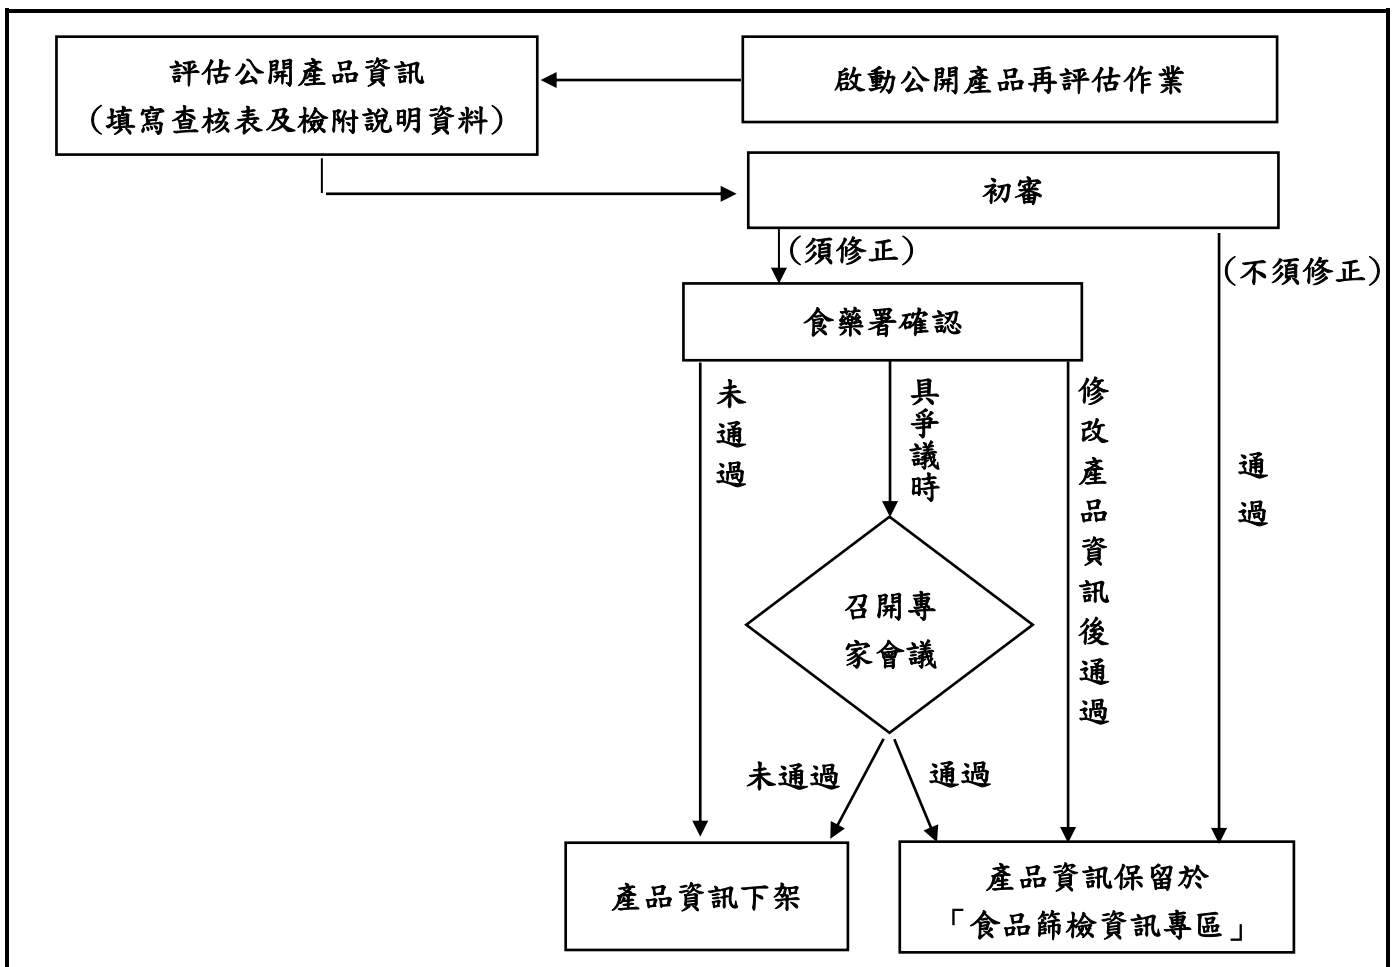 評估公開產品資訊
（填寫查核表及檢附說明資料）
啟動公開產品再評估作業
初審
（須修正）
（不須修正）
食藥署確認
未通過
具爭議時
修改產品資訊後通過
通過
召開專
家會議
未通過
通過
產品資訊下架
產品資訊保留於
「食品篩檢資訊專區」